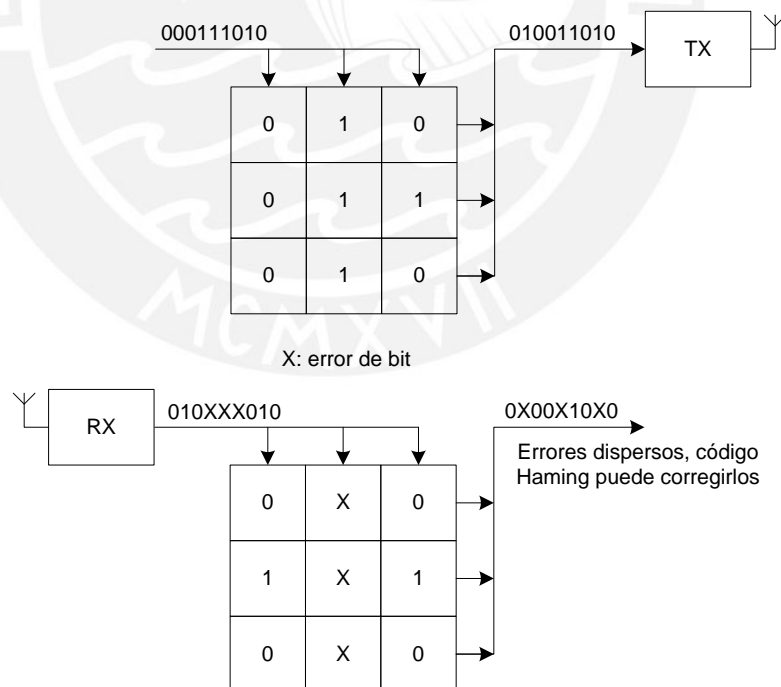 000111010
010011010
TX
0 1 0
0 1 1
0 1 0
MCMXVII
X: error de bit
RX
010XXX010
0X00X10X0
Errores dispersos, código
Haming puede corregirlos
0 X 0
1 X 1
0 X 0